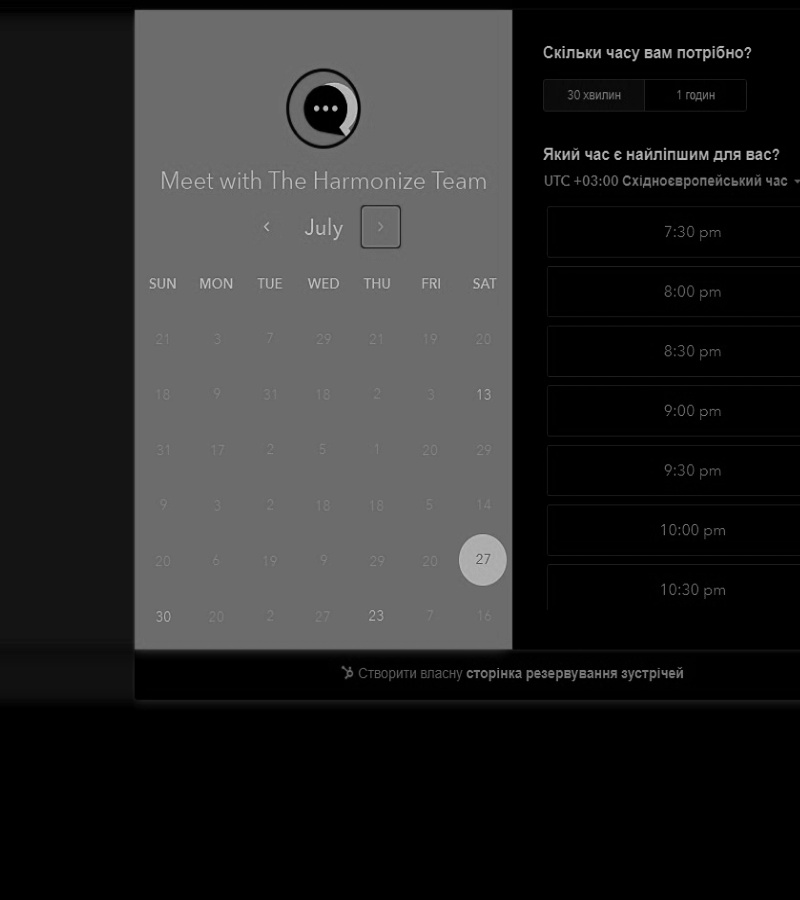 Meet with The Harmonize Team
July
SUN MON TUE WED THU FRI SAT
21 3 7 29 21 19 20
18 9 31 18 2 3 13
31 17 2 5 1 20 29
9 3 2 18 18 5 14
20 6 19 9 29 20 27
30 20 2 27 23 7 16
Скільки часу вам потрібно?
30 хвилин 1 годин
Який час є найліпшим для вас?
UTC +03:00 Східноєвропейський час
7:30 pm
8:00 pm
8:30 pm
9:00 pm
9:30 pm
10:00 pm
10:30 pm
Створити власну сторінка резервування зустрічей